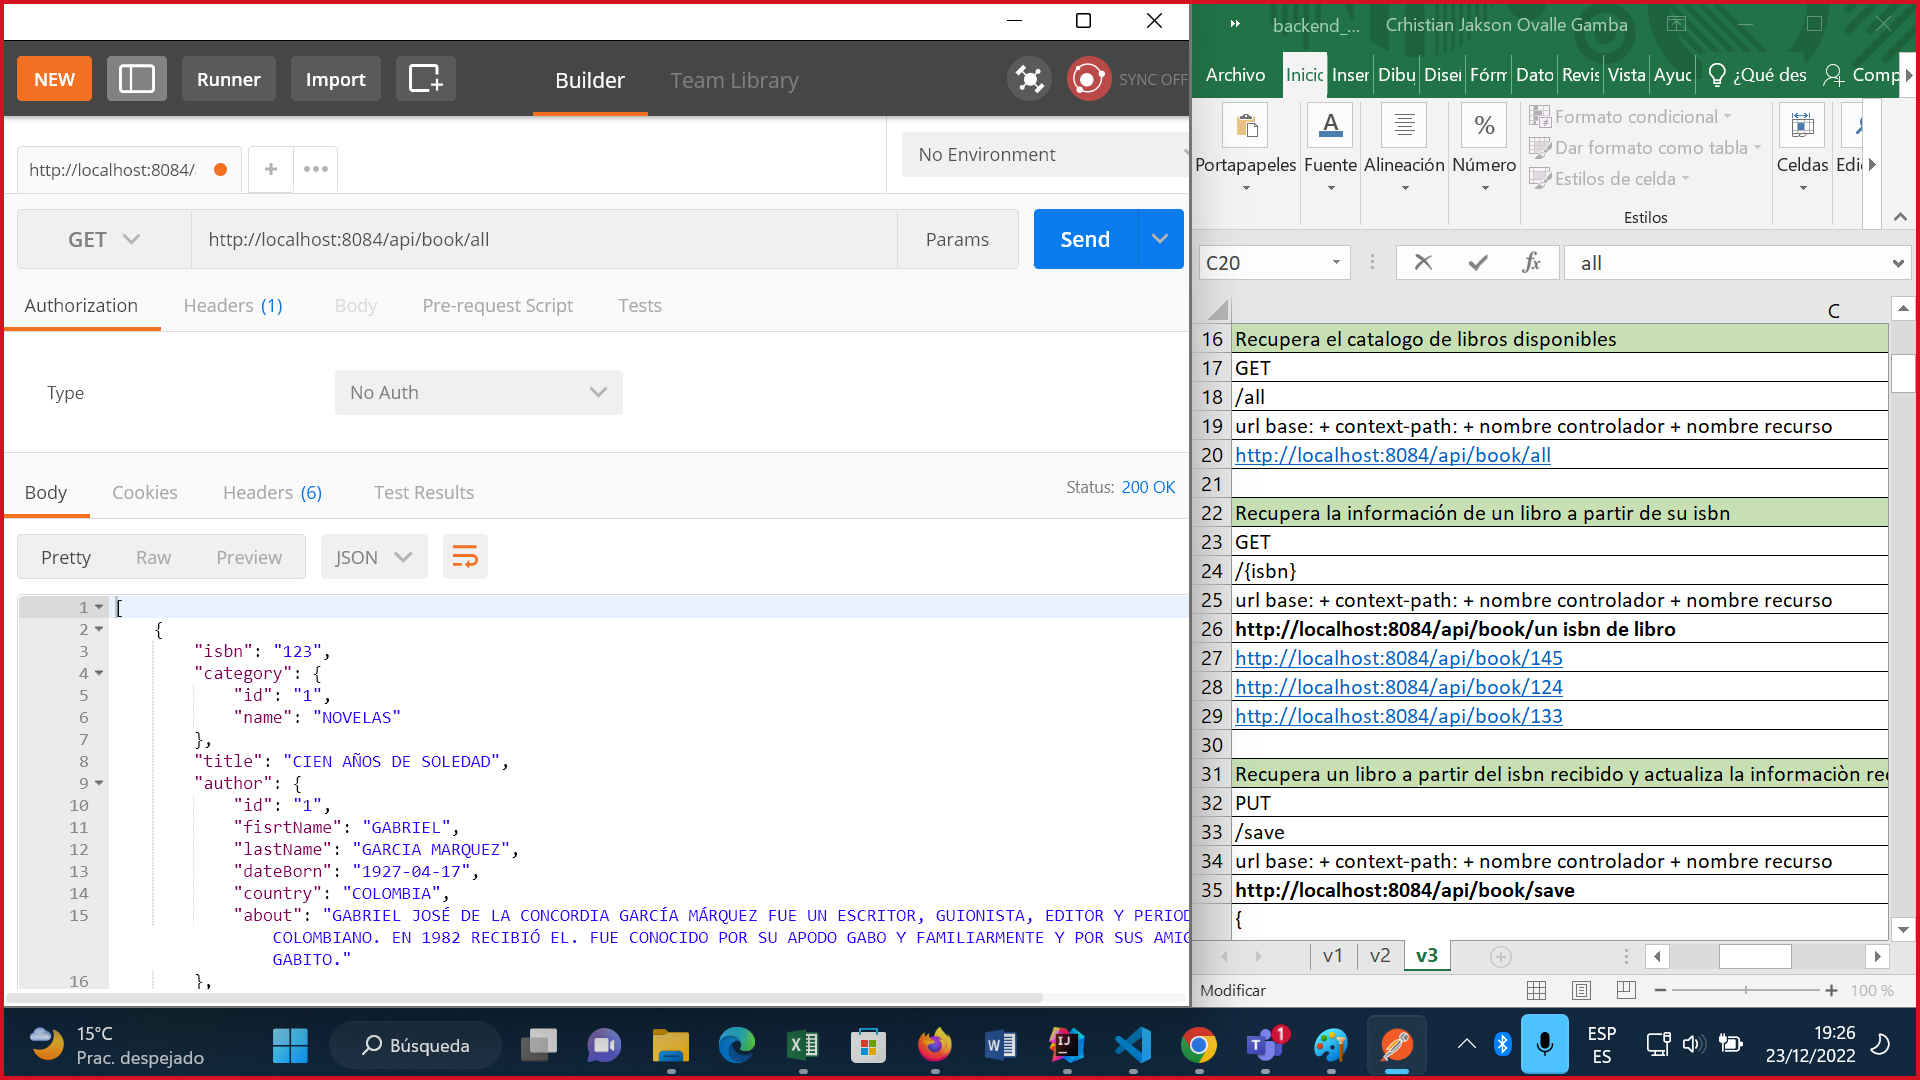 NEW
Runner
Import
Builder
Team Library
SYNC OFF
http://localhost:8084/
No Environment
GET
http://localhost:8084/api/book/all
Params
Send
Authorization
Headers (1)
Body
Pre-request Script
Tests
Type
No Auth
Body
Cookies
Headers (6)
Test Results
Status: 200 OK
Pretty
Raw
Preview
JSON
1 [
2 {
3 "isbn": "123",
4 "category": {
5 "id": "1",
6 "name": "NOVELAS"
7 },
8 "title": "CIEN AÑOS DE SOLEDAD",
9 "author": {
10 "id": "1",
11 "fisrtName": "GABRIEL",
12 "lastName": "GARCIA MARQUEZ",
13 "dateBorn": "1927-04-17",
14 "country": "COLOMBIA",
15 "about": "GABRIEL JOSÉ DE LA CONCORDIA GARCÍA MÁRQUEZ FUE UN ESCRITOR, GUIONISTA, EDITOR Y PERIOD
COLOMBIANO. EN 1982 RECIBIÓ EL. FUE CONOCIDO POR SU APODO GABO Y FAMILIARMENTE Y POR SUS AMIG
GABITO."
16 },
backend_...
Crhistian Jakson Ovalle Gamba
Archivo
Inicio
Inser
Dibu
Disei
Fórm
Dato
Revis
Vista
Ayuc
¿Qué des
Comp
Portapapeles
Fuente
Alineación
%
Número
Formato condicional
Dar formato como tabla
Estilos de celda
Estilos
Celdas
Edi
C20
fx
all
C
16 Recupera el catalogo de libros disponibles
17 GET
18 /all
19 url base: + context-path: + nombre controlador + nombre recurso
20 http://localhost:8084/api/book/all
21
22 Recupera la información de un libro a partir de su isbn
23 GET
24 /{isbn}
25 url base: + context-path: + nombre controlador + nombre recurso
26 http://localhost:8084/api/book/un isbn de libro
27 http://localhost:8084/api/book/145
28 http://localhost:8084/api/book/124
29 http://localhost:8084/api/book/133
30
31 Recupera un libro a partir del isbn recibido y actualiza la informaciòn re
32 PUT
33 /save
34 url base: + context-path: + nombre controlador + nombre recurso
35 http://localhost:8084/api/book/save
{
v1
v2
v3
Modificar
100 %
15°C
Prac. despejado
Búsqueda
1
ESP
ES
19:26
23/12/2022